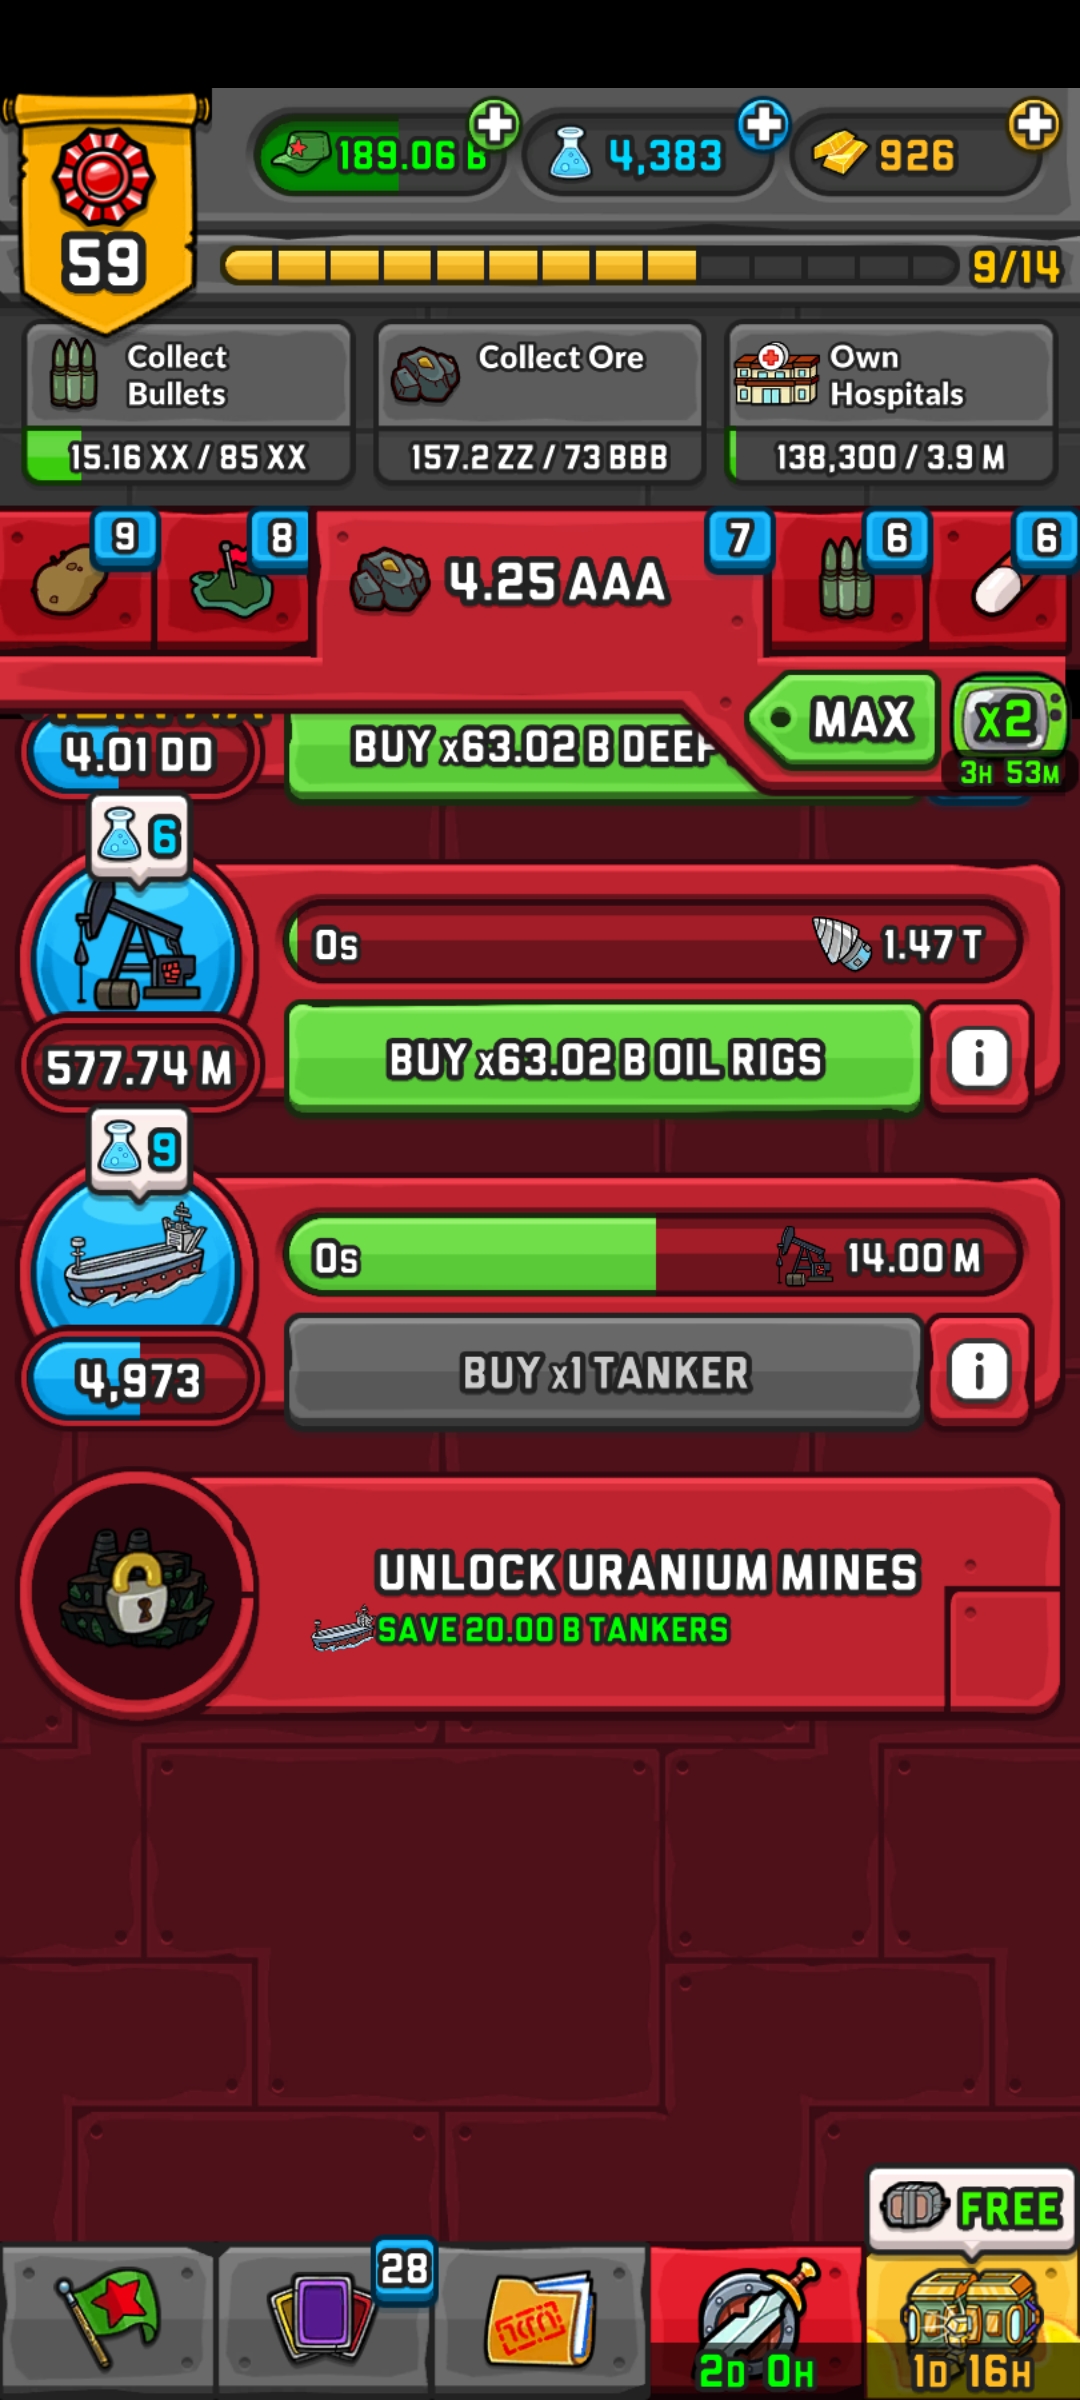 189.06 B
4,383
926
59
9/14
Collect
Bullets
15.16 XX / 85 XX
Collect Ore
157.2 ZZ / 73 BBB
Own
Hospitals
138,300 / 3.9 M
9
8
4.25 AAA
7
6
6
MAX
x2
3H 53M
4.01 DD
BUY x63.02 B DEEP
6
0s
1.47 T
577.74 M
BUY x63.02 B OIL RIGS
i
9
0s
14.00 M
4,973
BUY x1 TANKER
i
UNLOCK URANIUM MINES
SAVE 20.00 B TANKERS
FREE
28
2D 0H
1D 16H